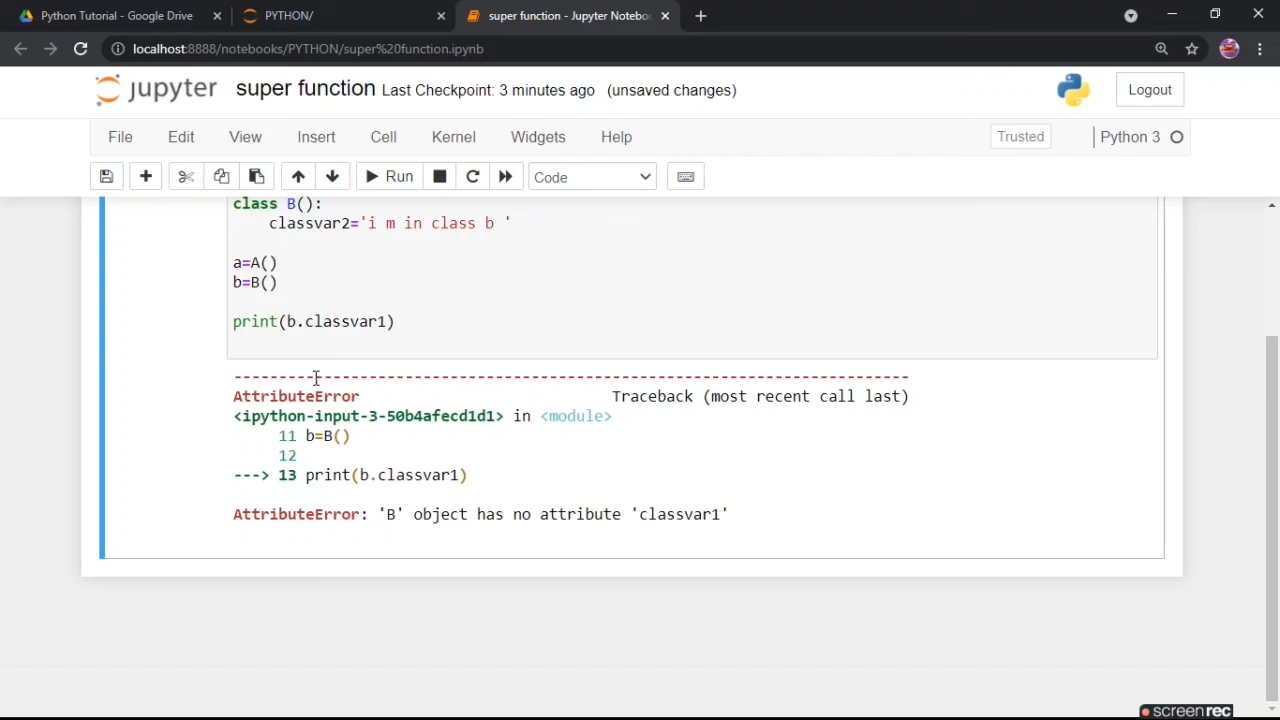 Python Tutorial - Google Drive
PYTHON/
super function - Jupyter Notebo
localhost:8888/notebooks/PYTHON/super%20function.ipynb
jupyter super function Last Checkpoint: 3 minutes ago (unsaved changes)
Logout
File Edit View Insert Cell Kernel Widgets Help
Trusted
Python 3
Run
Code
class B():
classvar2='i m in class b '
a=A()
b=B()
print(b.classvar1)
---------------------------------------------------------------------------
AttributeError Traceback (most recent call last)
<ipython-input-3-50b4afecd1d1> in <module>
11 b=B()
12
---> 13 print(b.classvar1)
AttributeError: 'B' object has no attribute 'classvar1'
screenrec